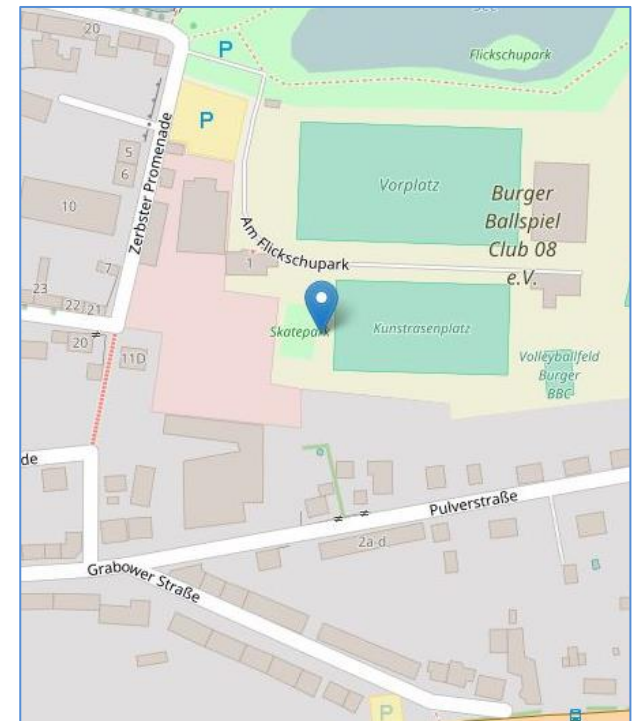 20
P
Flickschupark
P
5
6
Zerbster Promenade
Vorplatz
10
Burger
Ballspiel
Club 08
e.V.
Am Flickschupark
1
7
23
22
21
20
11D
Skatepark
Kunstrasenplatz
Volleyballfeld
Burger
BBC
de
Pulverstraße
2a-d
Grabower Straße
P